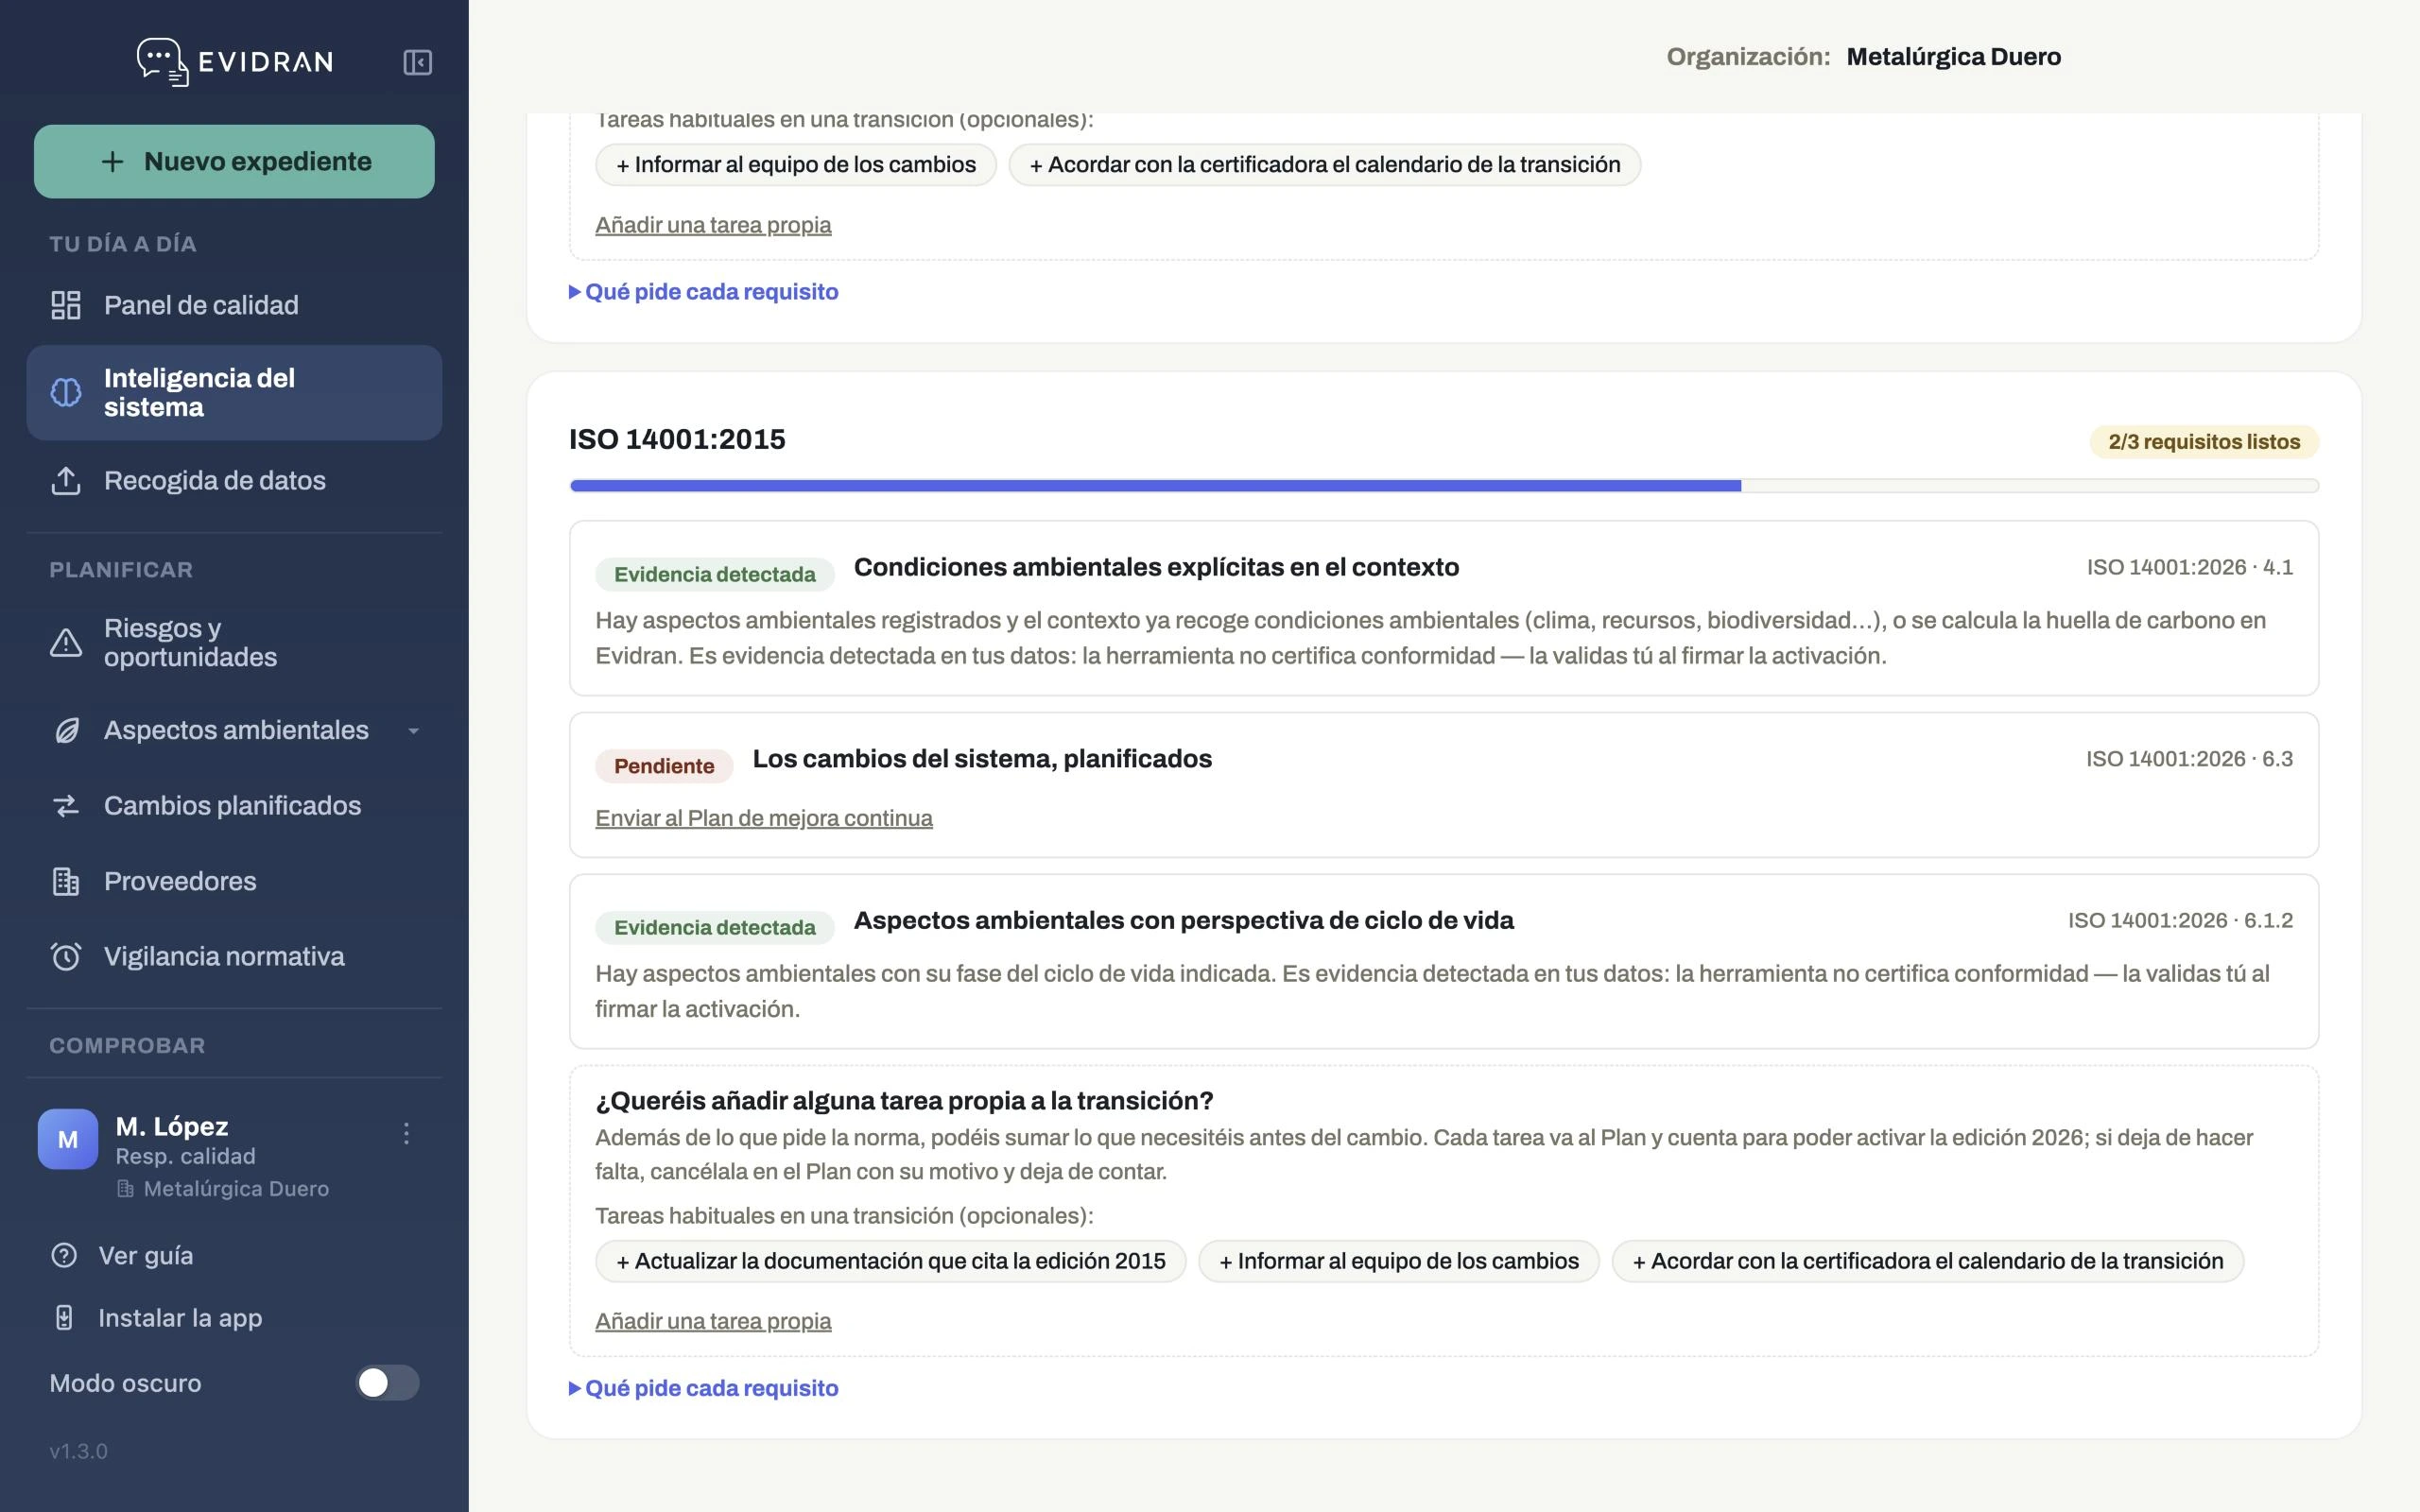 EVIDRAN
Nuevo expediente
TU DÍA A DÍA
Panel de calidad
Inteligencia del
sistema
Recogida de datos
PLANIFICAR
Riesgos y
oportunidades
Aspectos ambientales
Cambios planificados
Proveedores
Vigilancia normativa
COMPROBAR
M
M. López
Resp. calidad
Metalúrgica Duero
Ver guía
Instalar la app
Modo oscuro
v1.3.0
Organización: Metalúrgica Duero
Tareas habituales en una transición (opcionales):
+ Informar al equipo de los cambios
+ Acordar con la certificadora el calendario de la transición
Añadir una tarea propia
Qué pide cada requisito
ISO 14001:2015
2/3 requisitos listos
Evidencia detectada
Condiciones ambientales explícitas en el contexto
ISO 14001:2026 · 4.1
Hay aspectos ambientales registrados y el contexto ya recoge condiciones ambientales (clima, recursos, biodiversidad...), o se calcula la huella de carbono en
Evidran. Es evidencia detectada en tus datos: la herramienta no certifica conformidad — la validas tú al firmar la activación.
Pendiente
Los cambios del sistema, planificados
ISO 14001:2026 · 6.3
Enviar al Plan de mejora continua
Evidencia detectada
Aspectos ambientales con perspectiva de ciclo de vida
ISO 14001:2026 · 6.1.2
Hay aspectos ambientales con su fase del ciclo de vida indicada. Es evidencia detectada en tus datos: la herramienta no certifica conformidad — la validas tú al
firmar la activación.
¿Queréis añadir alguna tarea propia a la transición?
Además de lo que pide la norma, podéis sumar lo que necesitéis antes del cambio. Cada tarea va al Plan y cuenta para poder activar la edición 2026; si deja de hacer
falta, cancélala en el Plan con su motivo y deja de contar.
Tareas habituales en una transición (opcionales):
+ Actualizar la documentación que cita la edición 2015
+ Informar al equipo de los cambios
+ Acordar con la certificadora el calendario de la transición
Añadir una tarea propia
Qué pide cada requisito